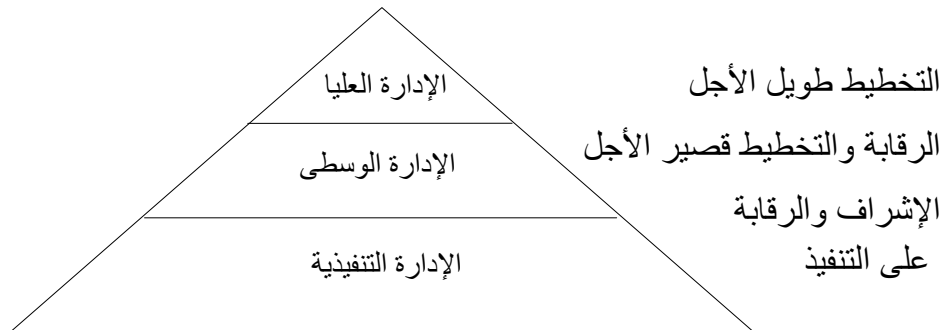 الإدارة العليا
التخطيط طويل الأجل
الإدارة الوسطى
الرقابة والتخطيط قصير الأجل
الإدارة التنفيذية
الإشراف والرقابة
على التنفيذ